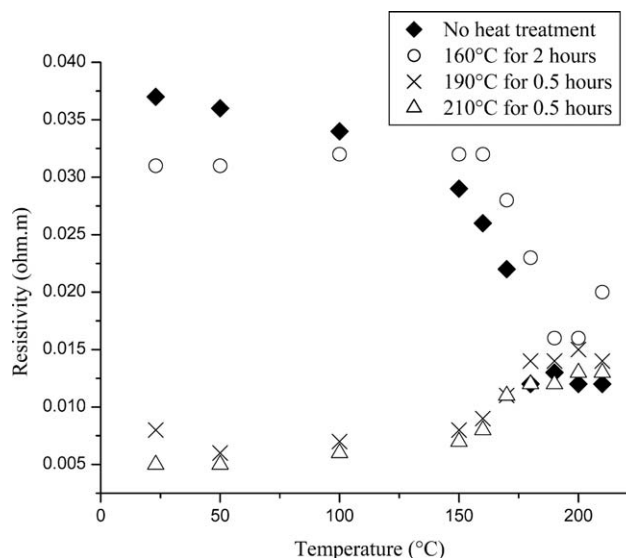 No heat treatment
160°C for 2 hours
190°C for 0.5 hours
210°C for 0.5 hours
0.040
0.035
0.030
0.025
0.020
0.015
0.010
0.005
Resistivity (ohm.m)
0 50 100 150 200
Temperature (°C)